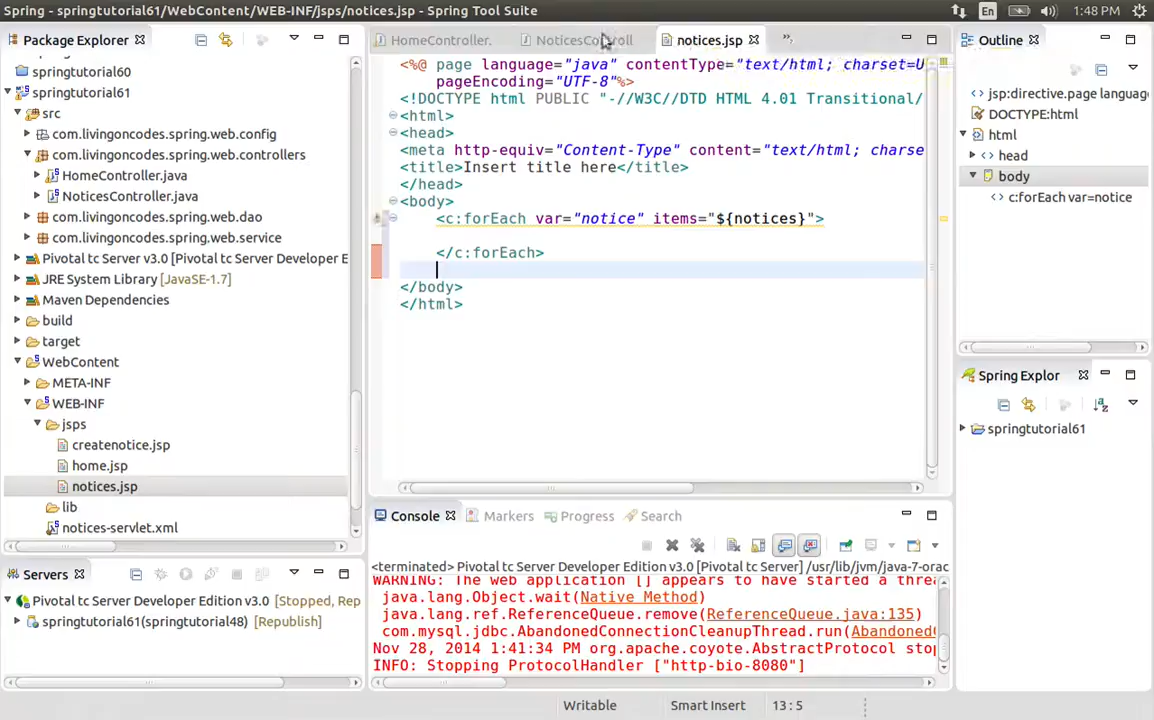 Spring - springtutorial61/WebContent/WEB-INF/jsps/notices.jsp - Spring Tool Suite
En
1:48 PM
Package Explorer
springtutorial60
springtutorial61
src
com.livingoncodes.spring.web.config
com.livingoncodes.spring.web.controllers
HomeController.java
NoticesController.java
com.livingoncodes.spring.web.dao
com.livingoncodes.spring.web.service
Pivotal tc Server v3.0 [Pivotal tc Server Developer E
JRE System Library [JavaSE-1.7]
Maven Dependencies
build
target
WebContent
META-INF
WEB-INF
jsps
createnotice.jsp
home.jsp
notices.jsp
lib
notices-servlet.xml
HomeController.
NoticesControll
notices.jsp
<%@ page language="java" contentType="text/html; charset=U
pageEncoding="UTF-8"%>
<!DOCTYPE html PUBLIC "-//W3C//DTD HTML 4.01 Transitional/
<html>
<head>
<meta http-equiv="Content-Type" content="text/html; charse
<title>Insert title here</title>
</head>
<body>
<c:forEach var="notice" items="${notices}">
</c:forEach>
</body>
</html>
Outline
jsp:directive.page language
DOCTYPE:html
html
head
body
c:forEach var=notice
Spring Explor
springtutorial61
Servers
Pivotal tc Server Developer Edition v3.0 [Stopped, Rep
springtutorial61(springtutorial48) [Republish]
Console
Markers
Progress
Search
<terminated> Pivotal tc Server Developer Edition v3.0 [Pivotal tc Server] /usr/lib/jvm/java-7-orac
WARNING: The web application [] appears to have started a threa
java.lang.Object.wait(Native Method)
java.lang.ref.ReferenceQueue.remove(ReferenceQueue.java:135)
com.mysql.jdbc.AbandonedConnectionCleanupThread.run(Abandoned
Nov 28, 2014 1:41:34 PM org.apache.coyote.AbstractProtocol stop
INFO: Stopping ProtocolHandler ["http-bio-8080"]
Writable
Smart Insert
13:5